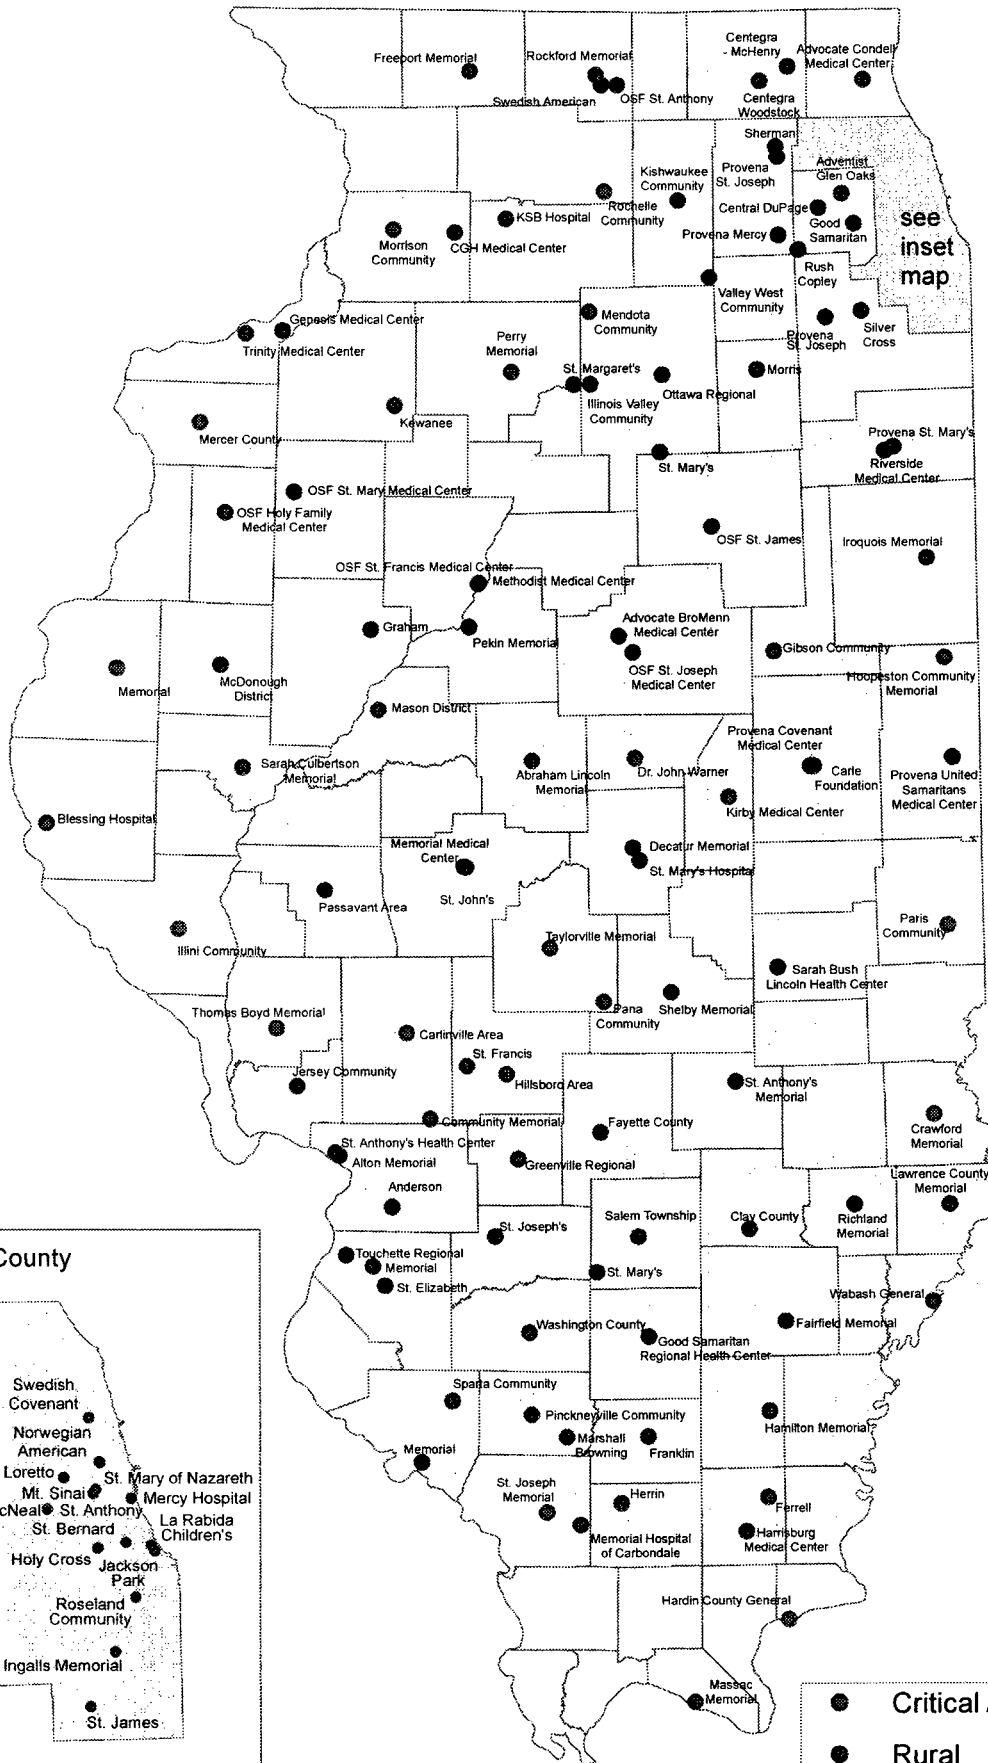 Freeport Memorial
Rockford Memorial
Swedish American
OSF St. Anthony
Centegra
- McHenry
Advocate Condell
Medical Center
Centegra
Woodstock
Sherman
Provena
St. Joseph
Adventist
Glen Oaks
Kishwaukee
Community
Rochelle
Community
KSB Hospital
Central DuPage
Good
Samaritan
see
inset
map
Morrison
Community
CGH Medical Center
Provena Mercy
Rush
Copley
Valley West
Community
Genesis Medical Center
Trinity Medical Center
Mendota
Community
Provena
St. Joseph
Silver
Cross
Perry
Memorial
St. Margaret's
Illinois Valley
Community
Ottawa Regional
Morris
Kewanee
Mercer County
Provena St. Mary's
Riverside
Medical Center
St. Mary's
OSF St. Mary Medical Center
OSF Holy Family
Medical Center
OSF St. James
Iroquois Memorial
OSF St. Francis Medical Center
Methodist Medical Center
Graham
Pekin Memorial
Advocate BroMenn
Medical Center
OSF St. Joseph
Medical Center
Gibson Community
Hoopeston Community
Memorial
Memorial
McDonough
District
Mason District
Provena Covenant
Medical Center
Sarah Culbertson
Memorial
Abraham Lincoln
Memorial
Dr. John Warner
Carle
Foundation
Provena United
Samaritans
Medical Center
Kirby Medical Center
Blessing Hospital
Memorial Medical
Center
Decatur Memorial
St. Mary's Hospital
St. John's
Passavant Area
Paris
Community
Illini Community
Taylorville Memorial
Sarah Bush
Lincoln Health Center
Thomas Boyd Memorial
Pana
Community
Shelby Memorial
Carlinville Area
St. Francis
Jersey Community
Hillsboro Area
St. Anthony's
Memorial
Community Memorial
Fayette County
Crawford
Memorial
St. Anthony's Health Center
Alton Memorial
Greenville Regional
Lawrence County
Memorial
Anderson
Salem Township
Clay County
Richland
Memorial
St. Joseph's
County
Touchette Regional
Memorial
St. Elizabeth
St. Mary's
Wabash General
Washington County
Good Samaritan
Regional Health Center
Fairfield Memorial
Sparta Community
Pinckneyville Community
Hamilton Memorial
Memorial
Marshall
Browning
Franklin
St. Joseph
Memorial
Herrin
Ferrell
Memorial Hospital
of Carbondale
Harrisburg
Medical Center
Hardin County General
Massac
Memorial
Swedish
Covenant
Norwegian
American
Loretto
St. Mary of Nazareth
Mt. Sinai
Mercy Hospital
cNeal
St. Anthony
La Rabida
Children's
St. Bernard
Holy Cross
Jackson
Park
Roseland
Community
Ingalls Memorial
St. James
Critical A
Rural